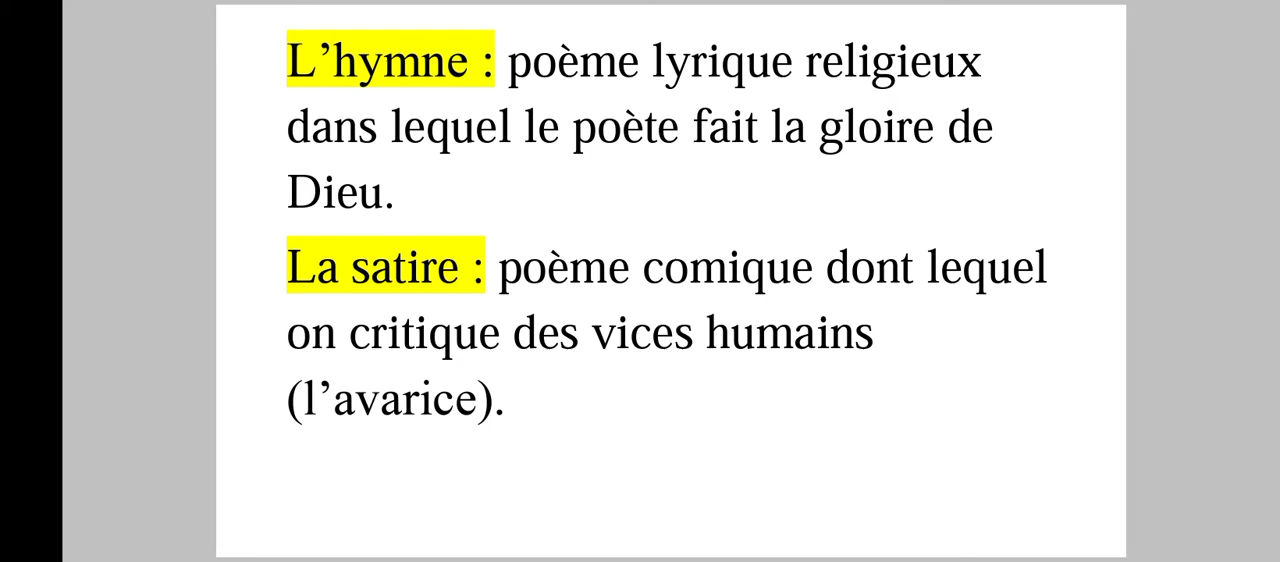 L’hymne : poème lyrique religieux
dans lequel le poète fait la gloire de
Dieu.
La satire : poème comique dont lequel
on critique des vices humains
(l’avarice).